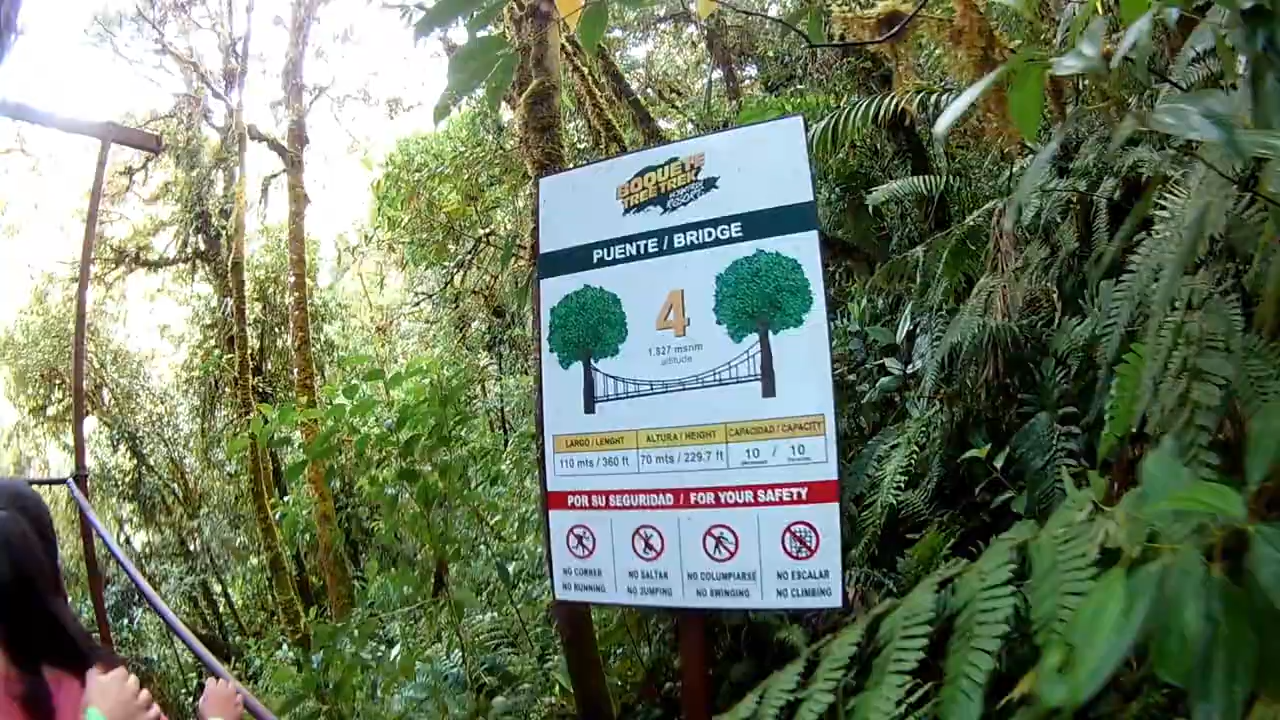 BOQUETE
TREE TREK
MOUNTAIN
RESORT
PUENTE / BRIDGE
4
1.827 msnm
altitude
LARGO / LENGHT ALTURA / HEIGHT CAPACIDAD / CAPACITY
110 mts / 360 ft 70 mts / 229.7 ft 10 / 10
POR SU SEGURIDAD / FOR YOUR SAFETY
NO CORRER NO SALTAR NO COLUMPIARSE NO ESCALAR
NO RUNNING NO JUMPING NO SWINGING NO CLIMBING